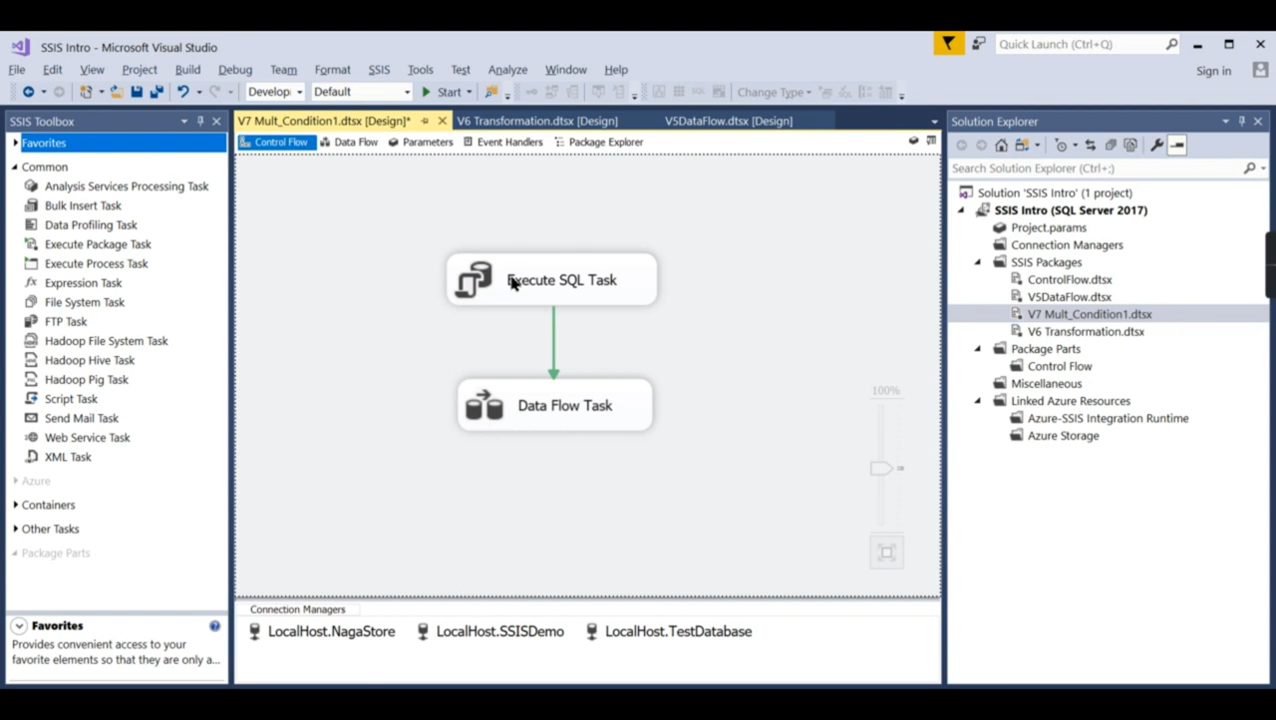 SSIS Intro - Microsoft Visual Studio
Quick Launch (Ctrl+Q)
File Edit View Project Build Debug Team Format SSIS Tools Test Analyze Window Help
Sign in
Develop Default Start Change Type
SSIS Toolbox
Favorites
Common
Analysis Services Processing Task
Bulk Insert Task
Data Profiling Task
Execute Package Task
Execute Process Task
Expression Task
File System Task
FTP Task
Hadoop File System Task
Hadoop Hive Task
Hadoop Pig Task
Script Task
Send Mail Task
Web Service Task
XML Task
Azure
Containers
Other Tasks
Package Parts
Favorites
Provides convenient access to your
favorite elements so that they are only a...
V7 Mult_Condition1.dtsx [Design]* V6 Transformation.dtsx [Design] V5DataFlow.dtsx [Design]
Control Flow Data Flow Parameters Event Handlers Package Explorer
Execute SQL Task
Data Flow Task
100%
Connection Managers
LocalHost.NagaStore LocalHost.SSISDemo LocalHost.TestDatabase
Solution Explorer
Search Solution Explorer (Ctrl+;)
Solution 'SSIS Intro' (1 project)
SSIS Intro (SQL Server 2017)
Project.params
Connection Managers
SSIS Packages
ControlFlow.dtsx
V5DataFlow.dtsx
V7 Mult_Condition1.dtsx
V6 Transformation.dtsx
Package Parts
Control Flow
Miscellaneous
Linked Azure Resources
Azure-SSIS Integration Runtime
Azure Storage